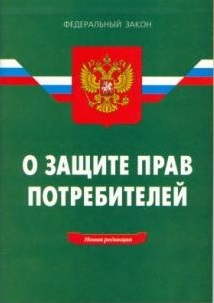 ФЕДЕРАЛЬНЫЙ ЗАКОН
О ЗАЩИТЕ ПРАВ
ПОТРЕБИТЕЛЕЙ
Новая редакция